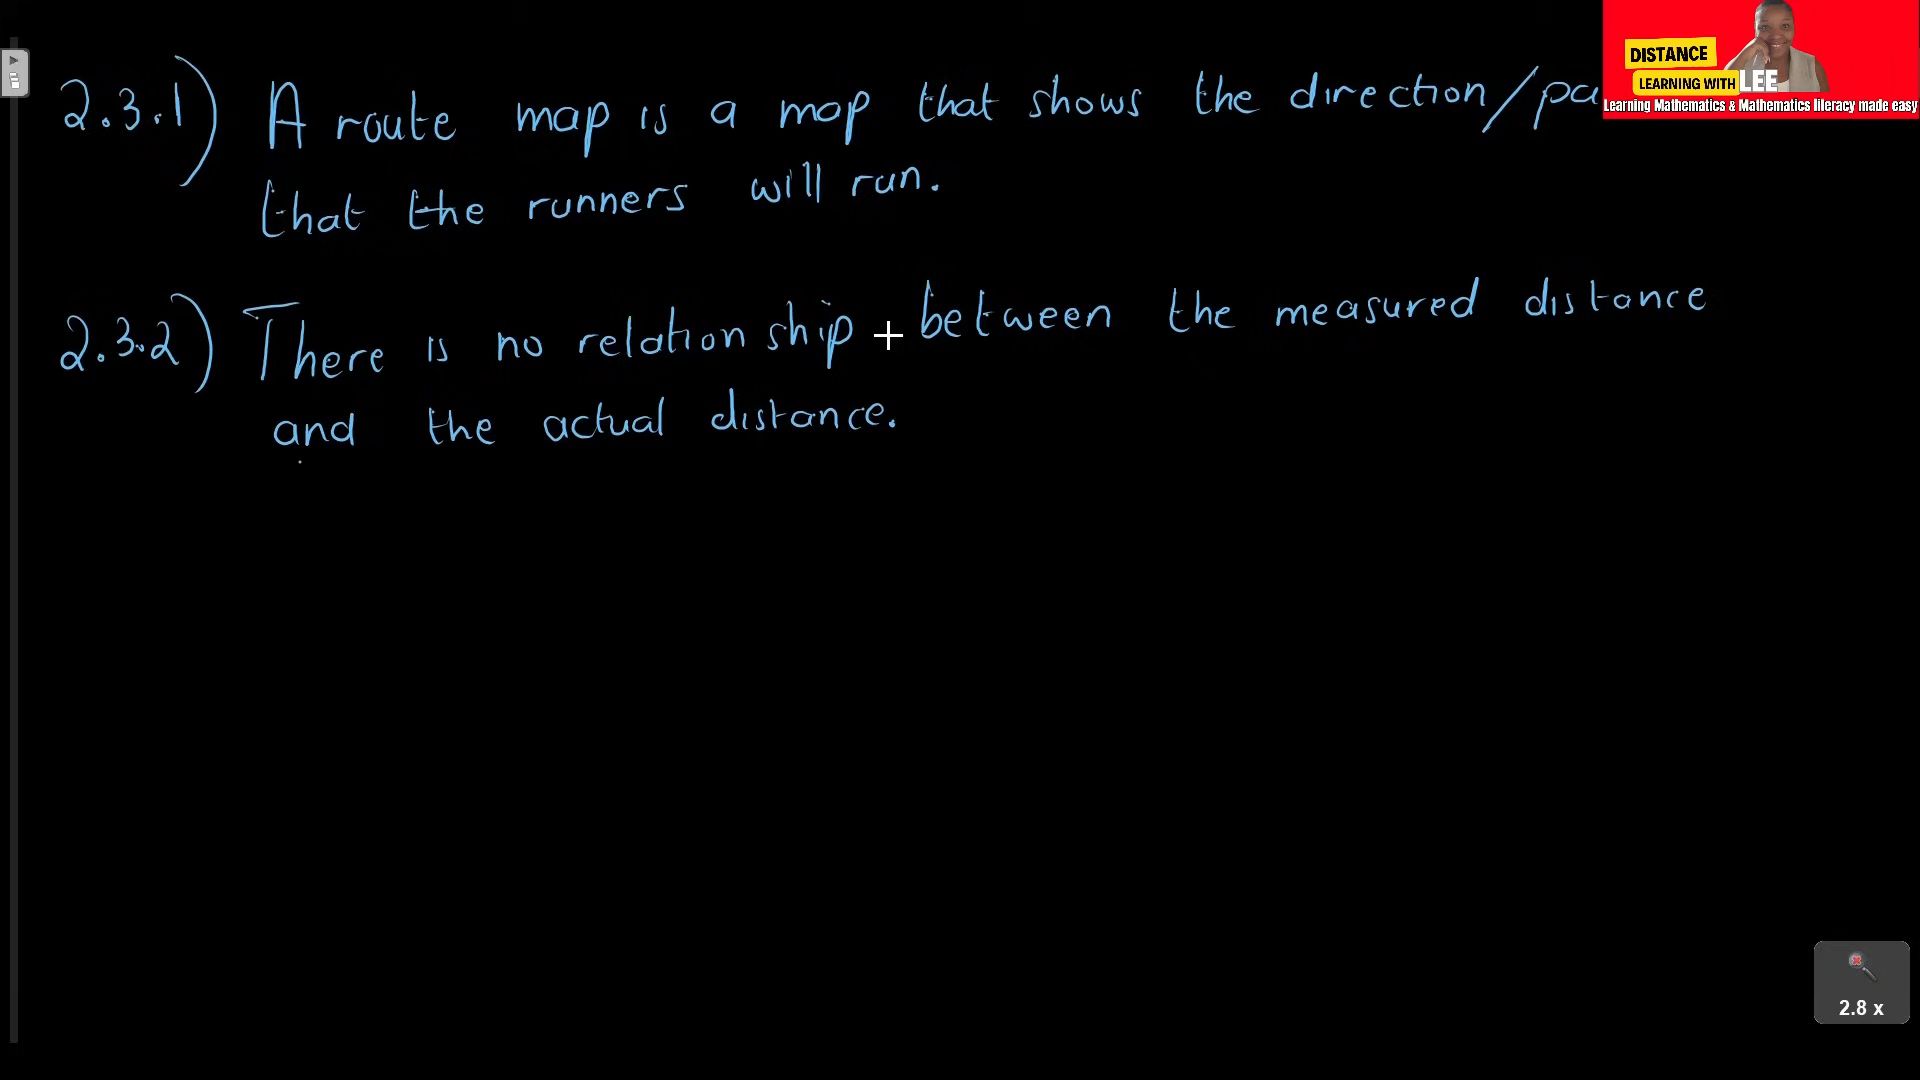 DISTANCE
LEARNING WITH LEE
Learning Mathematics & Mathematics literacy made easy
2.3.1) A route map is a map that shows the direction/pa
that the runners will run.
2.3.2) There is no relationship between the measured distance
and the actual distance.
2.8 x